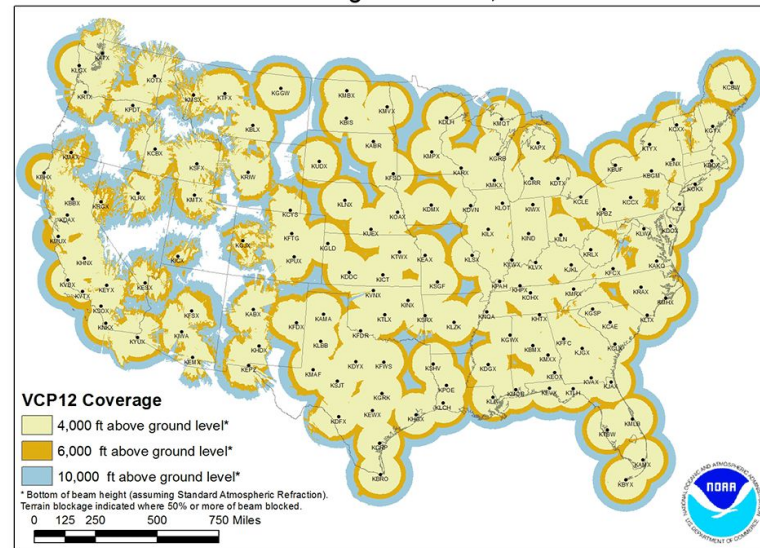 KLGX
KATX
KOTX
KRTX
KPDT
KMSX
KTFX
KGGW
KBLX
KMBX
KBIS
KMVX
KABR
KDLH
KMQT
KAPX
KCBW
KCXX
KGYX
KTYX
KBUF
KENX
KBOX
KBGM
KOKX
KMAX
KBHX
KCBX
KSFX
KRIW
KUDX
KFSD
KMPX
KARX
KGRB
KMKX
KGRR
KDTX
KCLE
KPBZ
KCCX
KDIX
KBBX
KRGX
KLRX
KMTX
KDAX
KMUX
KHNX
KCYS
KLNX
KOAX
KDMX
KDVN
KLOT
KIWX
KILX
KIND
KILN
KRLX
KLWX
KDOX
KUEX
KFTG
KGLD
KTWX
KEAX
KLSX
KVWX
KLVX
KJKL
KFCX
KAKQ
KGJX
KICX
KPUX
KDDC
KICT
KSGF
KPAH
KHPX
KOHX
KMRX
KRAX
KMHX
KVBX
KEYX
KVTX
KESX
KVNX
KINX
KSOX
KNKX
KYUX
KFSX
KIWA
KEMX
KABX
KHDX
KEPZ
KFDX
KAMA
KLBB
KMAF
KTLX
KFDR
KSRX
KLZK
KNQA
KHTX
KGSP
KCAE
KLTX
KGWX
KBMX
KFFC
KMXX
KJGX
KCLX
KDYX
KFWS
KSHV
KDGX
KEOX
KVAX
KJAX
KSJT
KGRK
KPOE
KLCH
KLIX
KMOB
KEVX
KTLH
KDFX
KEWX
KHGX
KCRP
KBRO
KTBW
KMLB
KAMX
KBYX
VCP12 Coverage
4,000 ft above ground level*
6,000 ft above ground level*
10,000 ft above ground level*
* Bottom of beam height (assuming Standard Atmospheric Refraction).
Terrain blockage indicated where 50% or more of beam blocked.
0 125 250 500 750 Miles
NOAA